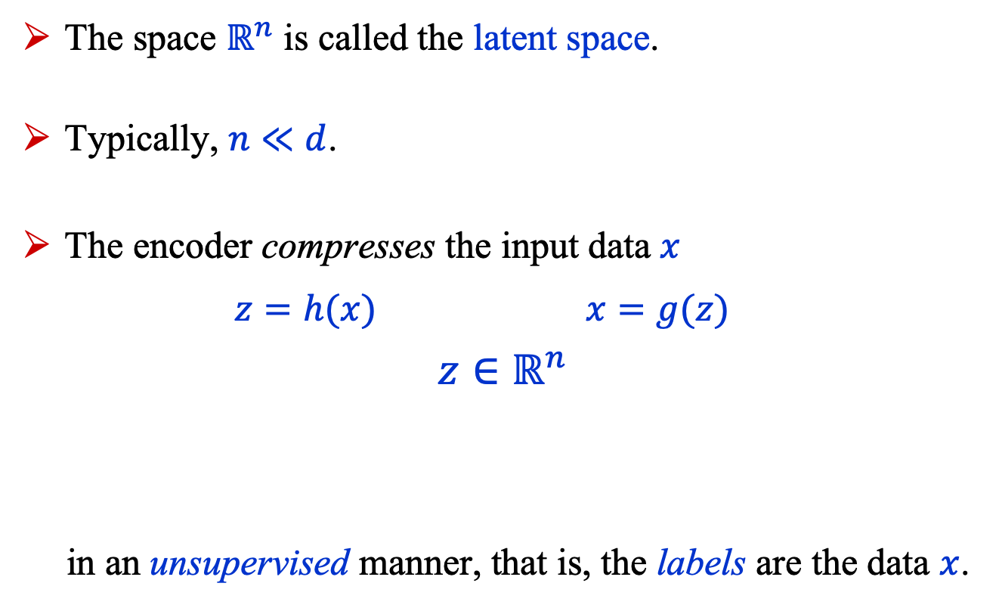 ➢ The space ℝⁿ is called the latent space.
➢ Typically, n ≪ d.
➢ The encoder compresses the input data x
z = h(x) x = g(z)
z ∈ ℝⁿ
in an unsupervised manner, that is, the labels are the data x.